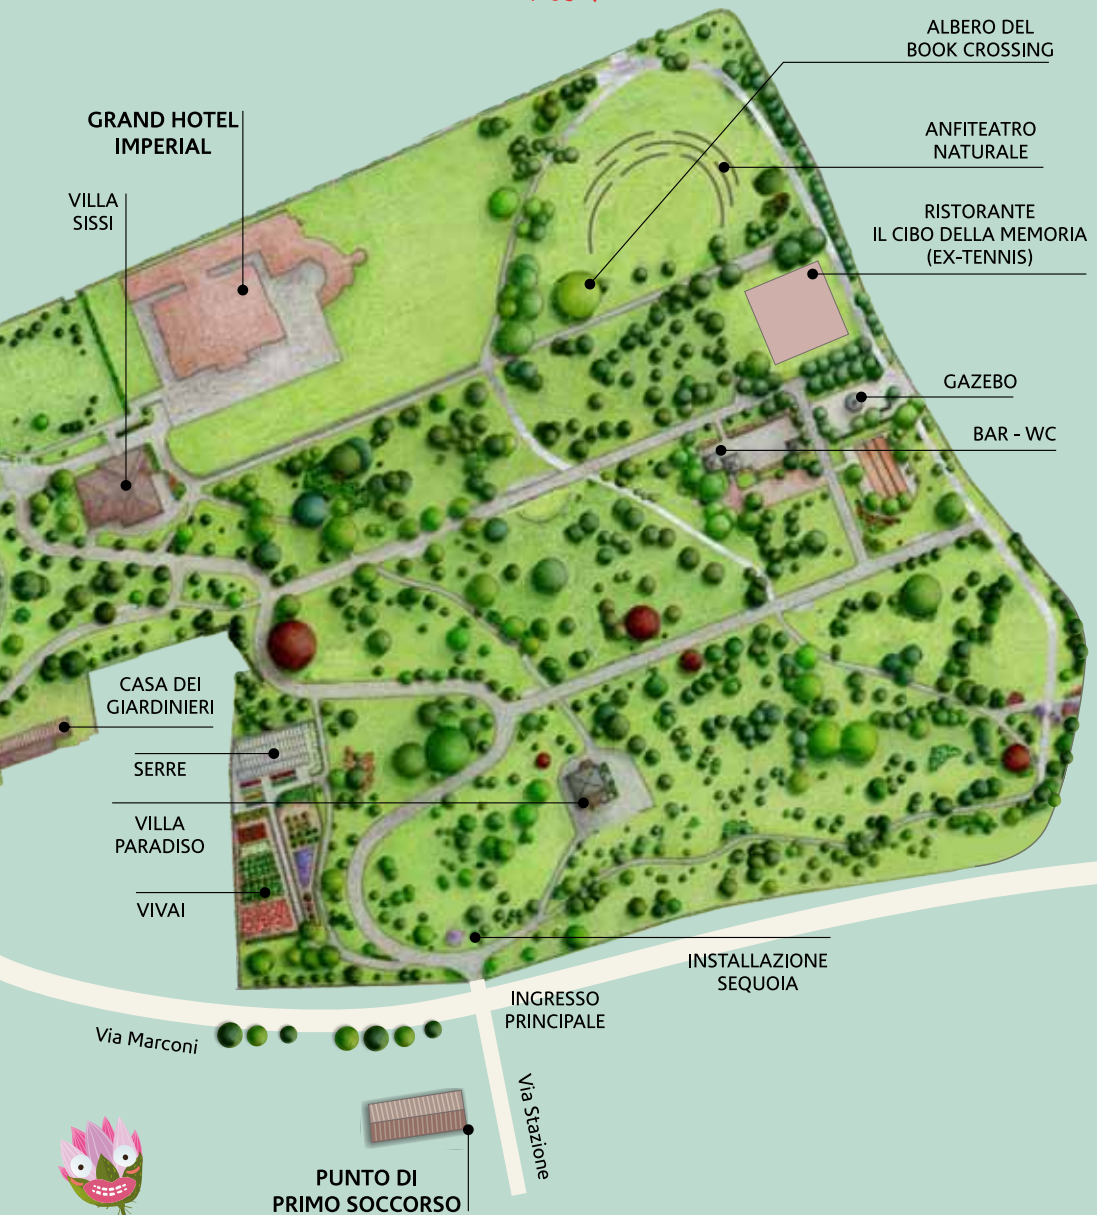 ALBERO DEL
BOOK CROSSING
GRAND HOTEL
IMPERIAL
ANFITEATRO
NATURALE
VILLA
SISSI
RISTORANTE
IL CIBO DELLA MEMORIA
(EX-TENNIS)
GAZEBO
BAR - WC
CASA DEI
GIARDINIERI
SERRE
VILLA
PARADISO
VIVAI
INSTALLAZIONE
SEQUOIA
INGRESSO
PRINCIPALE
Via Marconi
Via Stazione
PUNTO DI
PRIMO SOCCORSO